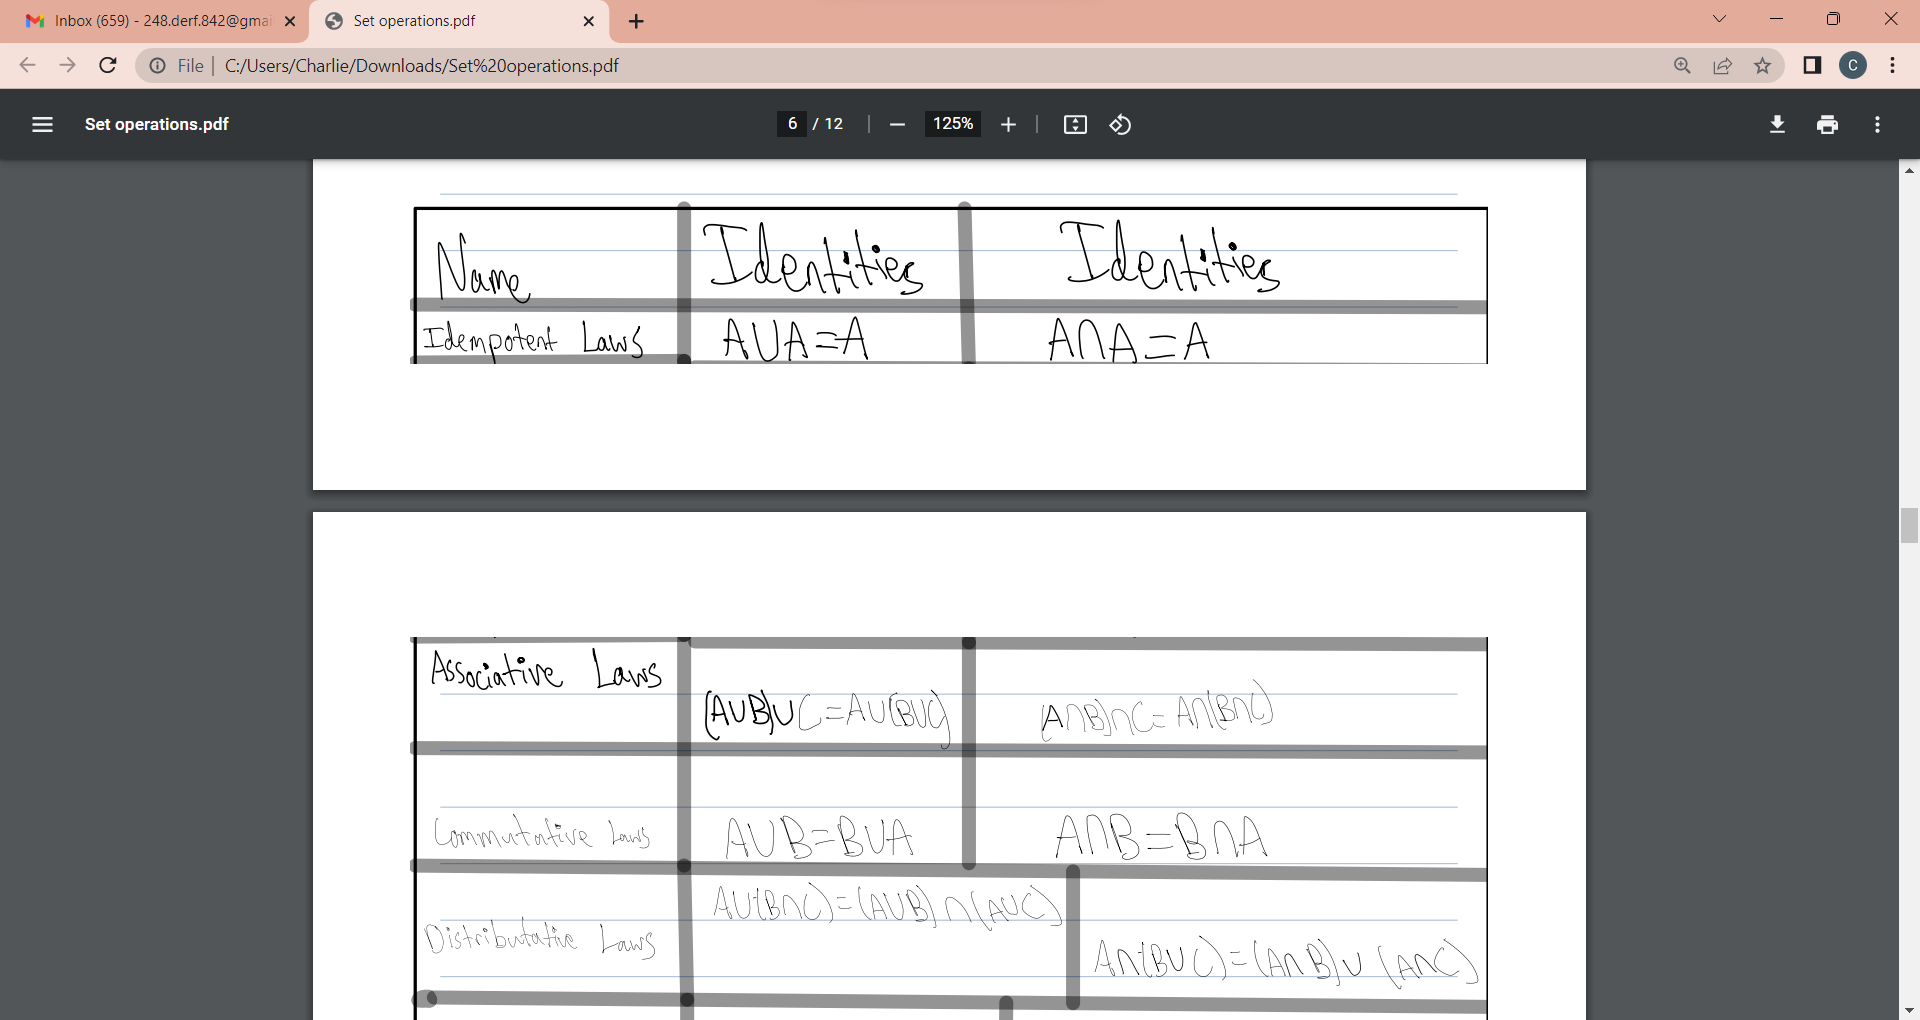 Inbox (659) - 248.derf.842@gmai
Set operations.pdf
File | C:/Users/Charlie/Downloads/Set%20operations.pdf
C
Set operations.pdf
6 / 12
125%
Name Identities Identities
Idempotent Laws A∪A=A A∩A=A
Associative Laws (A∪B)∪C=A∪(B∪C) (A∩B)∩C=A∩(B∩C)
Commutative Laws A∪B=B∪A A∩B=B∩A
Distributative Laws A∪(B∩C)=(A∪B)∩(A∪C) A∩(B∪C)=(A∩B)∪(A∩C)